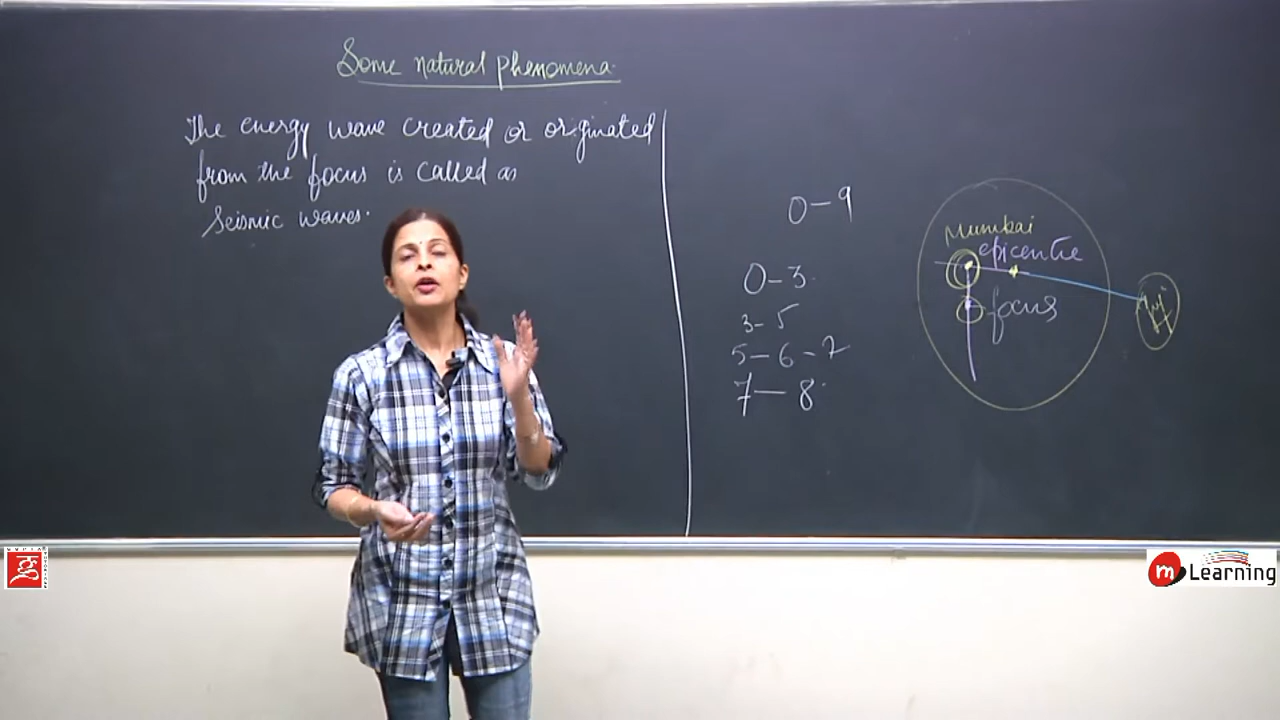 Some natural phenomena.
The energy wave created or originated
from the focus is called as
Seismic waves.
0-9
0-3.
3-5
5-6-7
7-8.
Mumbai
epicentre
focus
m Learning